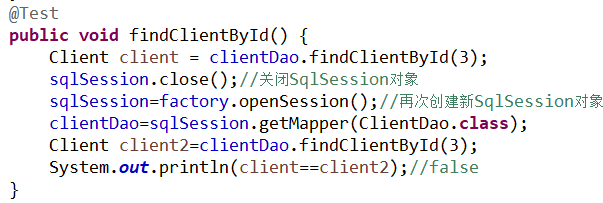 @Test
public void findClientById() {
    Client client = clientDao.findClientById(3);
    sqlSession.close();//关闭SqlSession对象
    sqlSession=factory.openSession();//再次创建新SqlSession对象
    clientDao=sqlSession.getMapper(ClientDao.class);
    Client client2=clientDao.findClientById(3);
    System.out.println(client==client2);//false
}